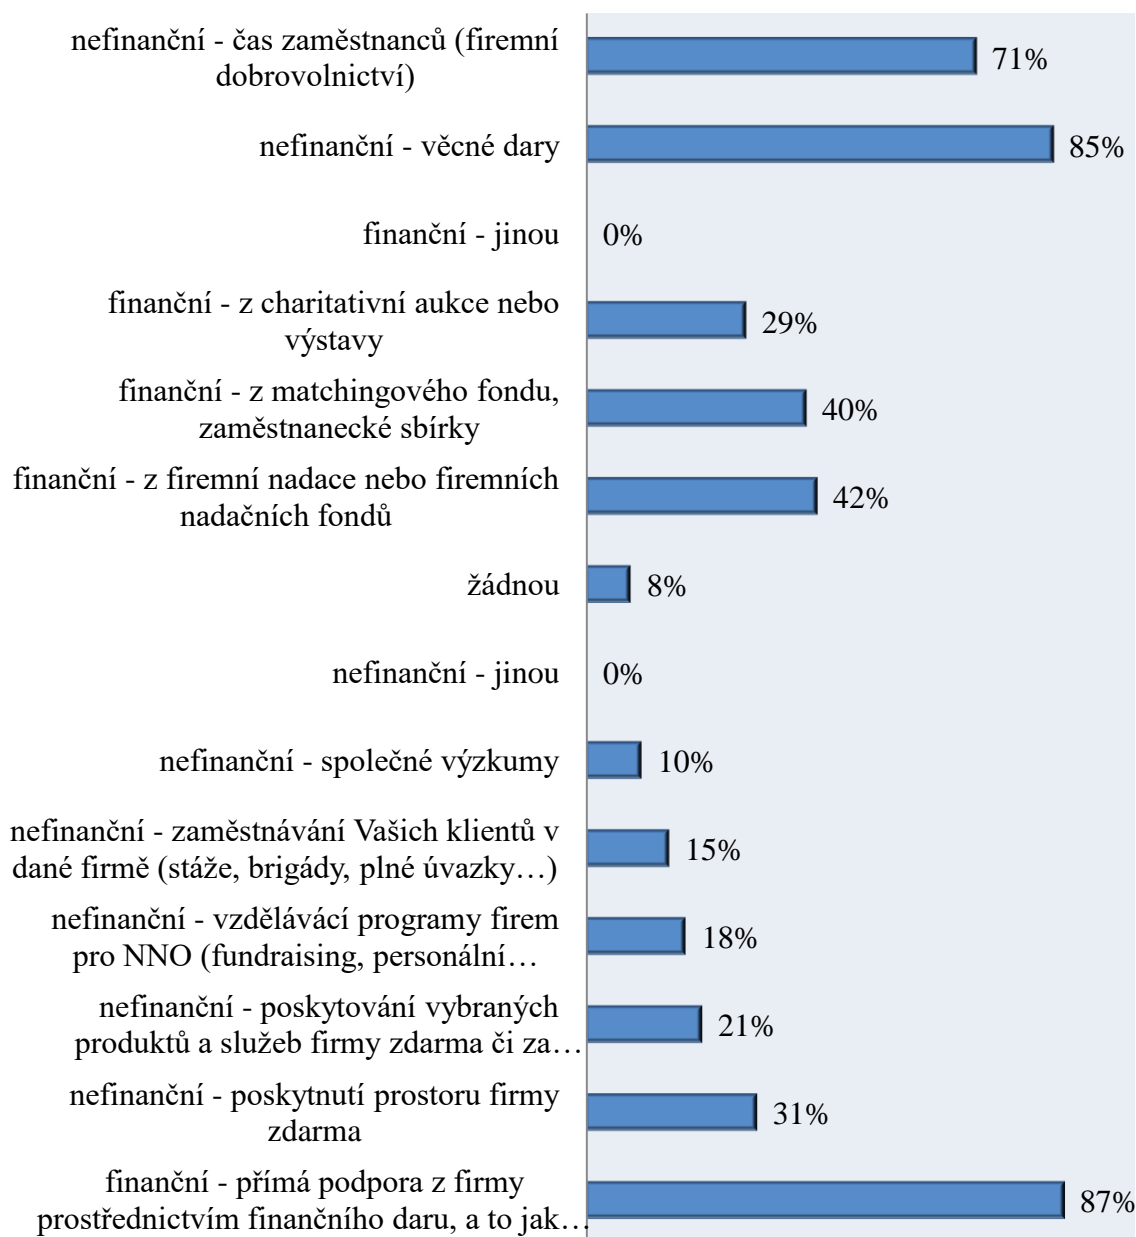 nefinanční - čas zaměstnanců (firemní
dobrovolnictví)
71%
nefinanční - věcné dary
85%
finanční - jinou
0%
finanční - z charitativní aukce nebo
výstavy
29%
finanční - z matchingového fondu,
zaměstnanecké sbírky
40%
finanční - z firemní nadace nebo firemních
nadačních fondů
42%
žádnou
8%
nefinanční - jinou
0%
nefinanční - společné výzkumy
10%
nefinanční - zaměstnávání Vašich klientů v
dané firmě (stáže, brigády, plné úvazky…)
15%
nefinanční - vzdělávácí programy firem
pro NNO (fundraising, personální…
18%
nefinanční - poskytování vybraných
produktů a služeb firmy zdarma či za…
21%
nefinanční - poskytnutí prostoru firmy
zdarma
31%
finanční - přímá podpora z firmy
prostřednictvím finančního daru, a to jak…
87%